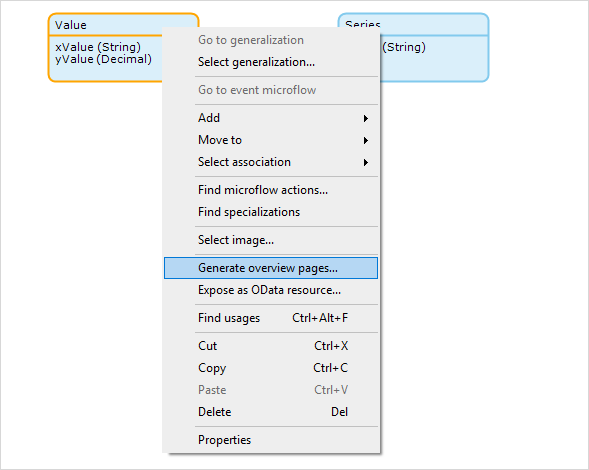 Value
Series
xValue (String)
yValue (Decimal)
(String)
Go to generalization
Select generalization...
Go to event microflow
Add
Move to
Select association
Find microflow actions...
Find specializations
Select image...
Generate overview pages...
Expose as OData resource...
Find usages Ctrl+Alt+F
Cut Ctrl+X
Copy Ctrl+C
Paste Ctrl+V
Delete Del
Properties